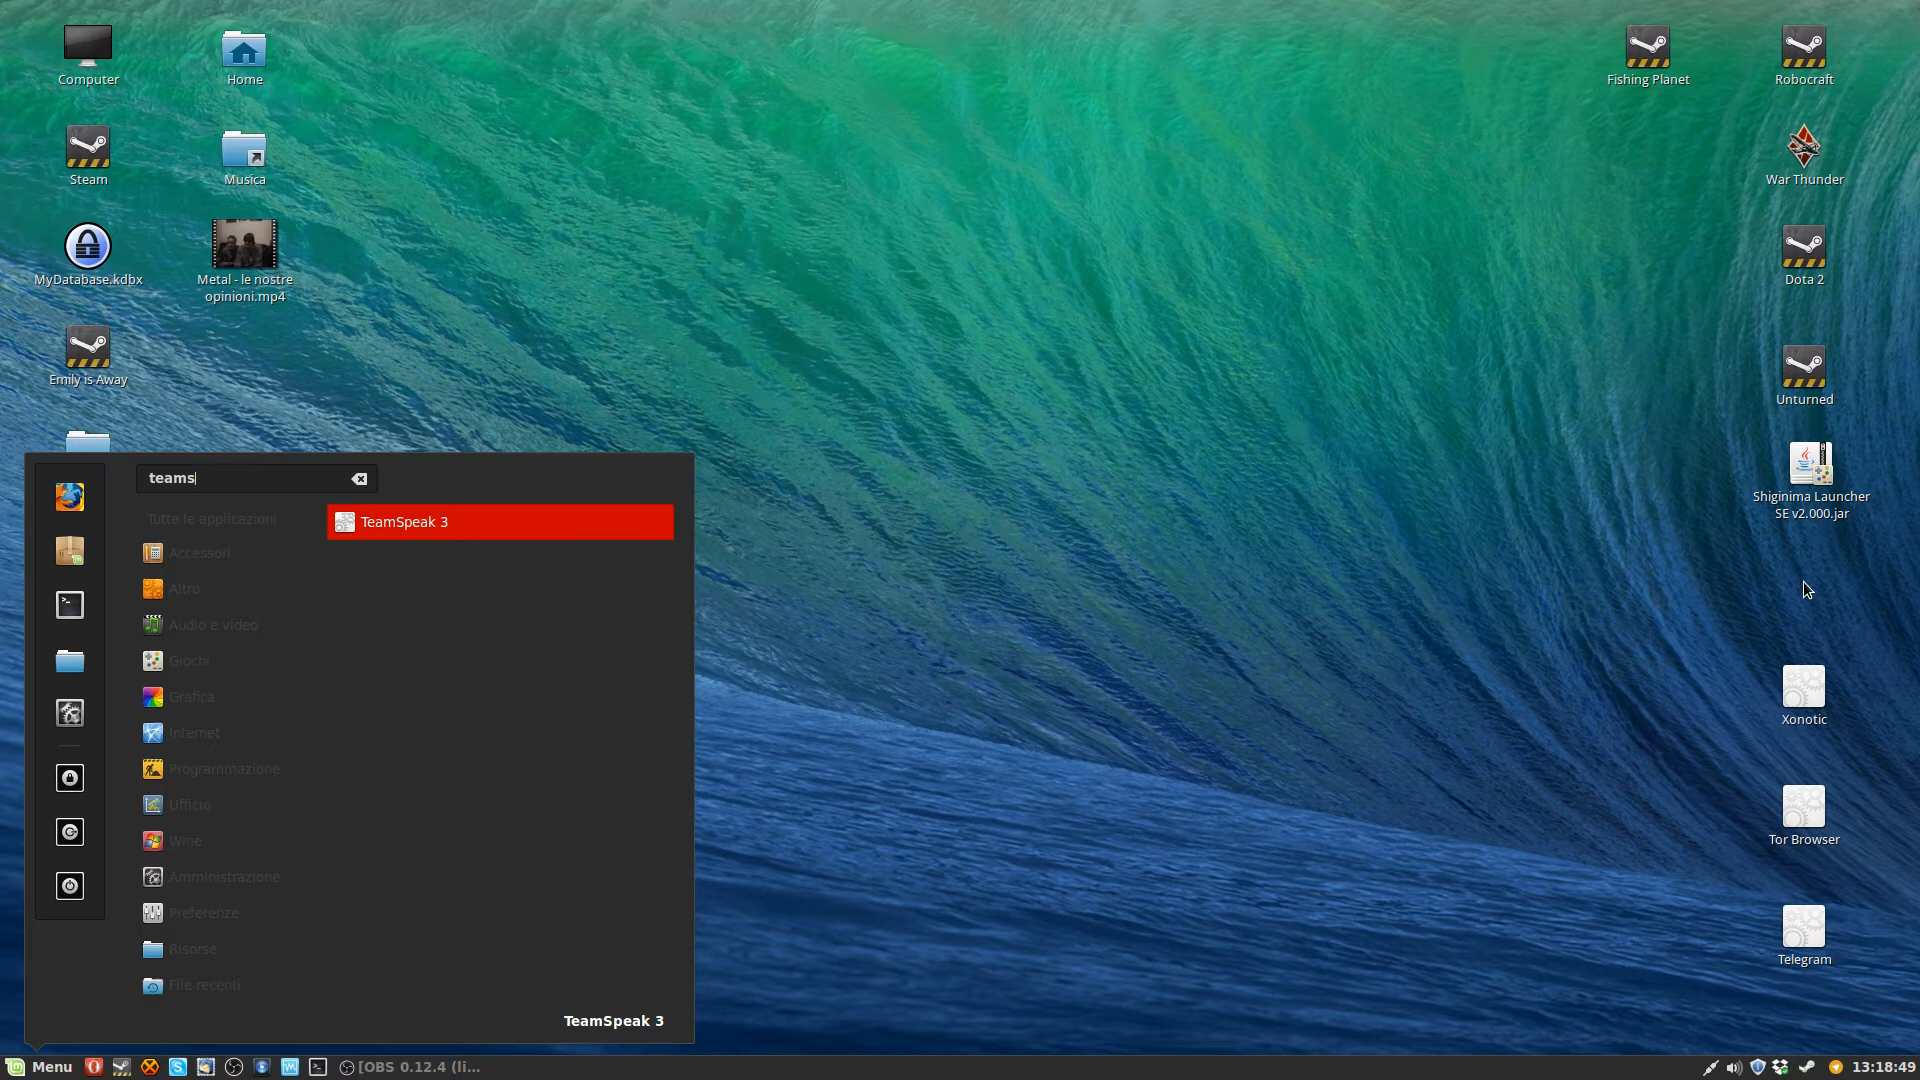 Computer
Home
Fishing Planet
Robocraft
Steam
Musica
War Thunder
MyDatabase.kdbx
Metal - le nostre
opinioni.mp4
Dota 2
Emily is Away
Unturned
Shiginima Launcher
SE v2.000.jar
Xonotic
Tor Browser
Telegram
teams
Tutte le applicazioni
TeamSpeak 3
Accessori
Altro
Audio e video
Giochi
Grafica
Internet
Programmazione
Ufficio
Wine
Amministrazione
Preferenze
Risorse
File recenti
TeamSpeak 3
Menu
[OBS 0.12.4 (li...
13:18:49